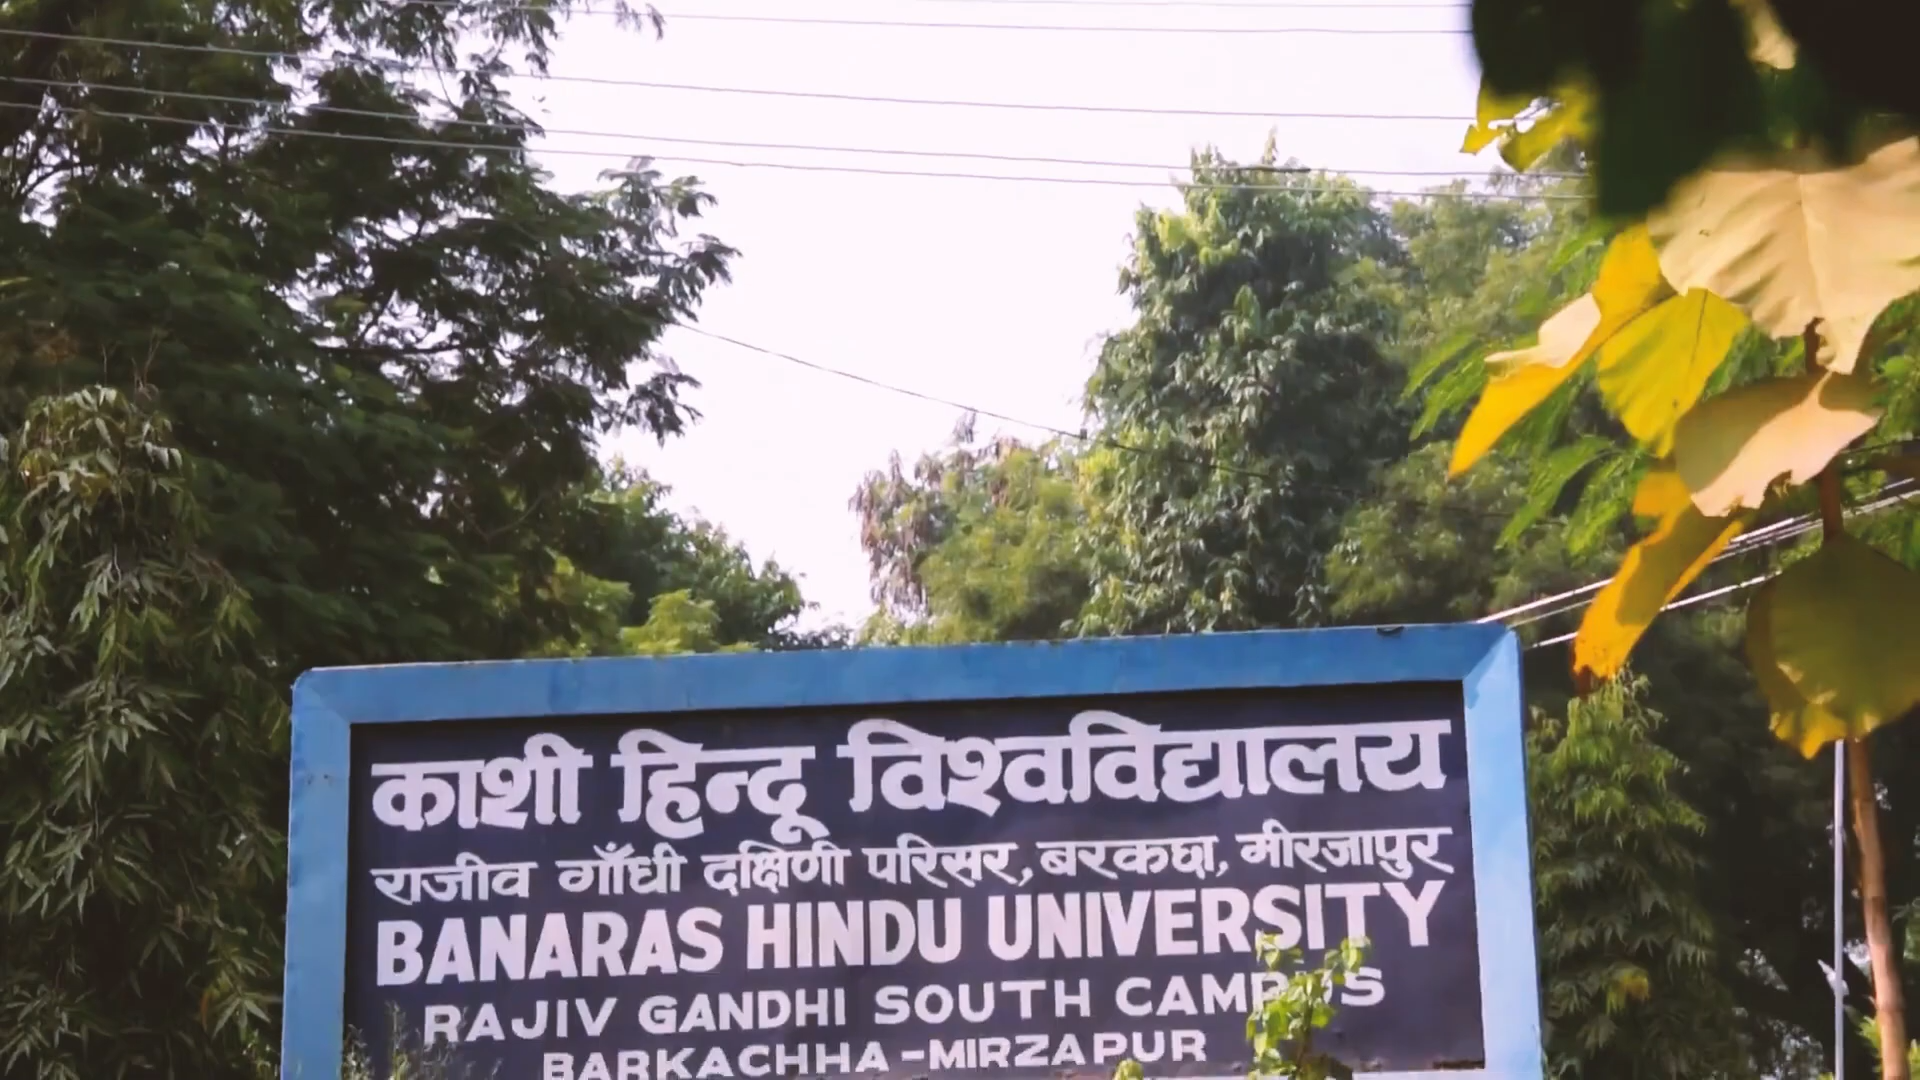 काशी हिन्दू विश्वविद्यालय
राजीव गाँधी दक्षिणी परिसर, बरकछा, मीरजापुर
BANARAS HINDU UNIVERSITY
RAJIV GANDHI SOUTH CAMPUS
BARKACHHA-MIRZAPUR